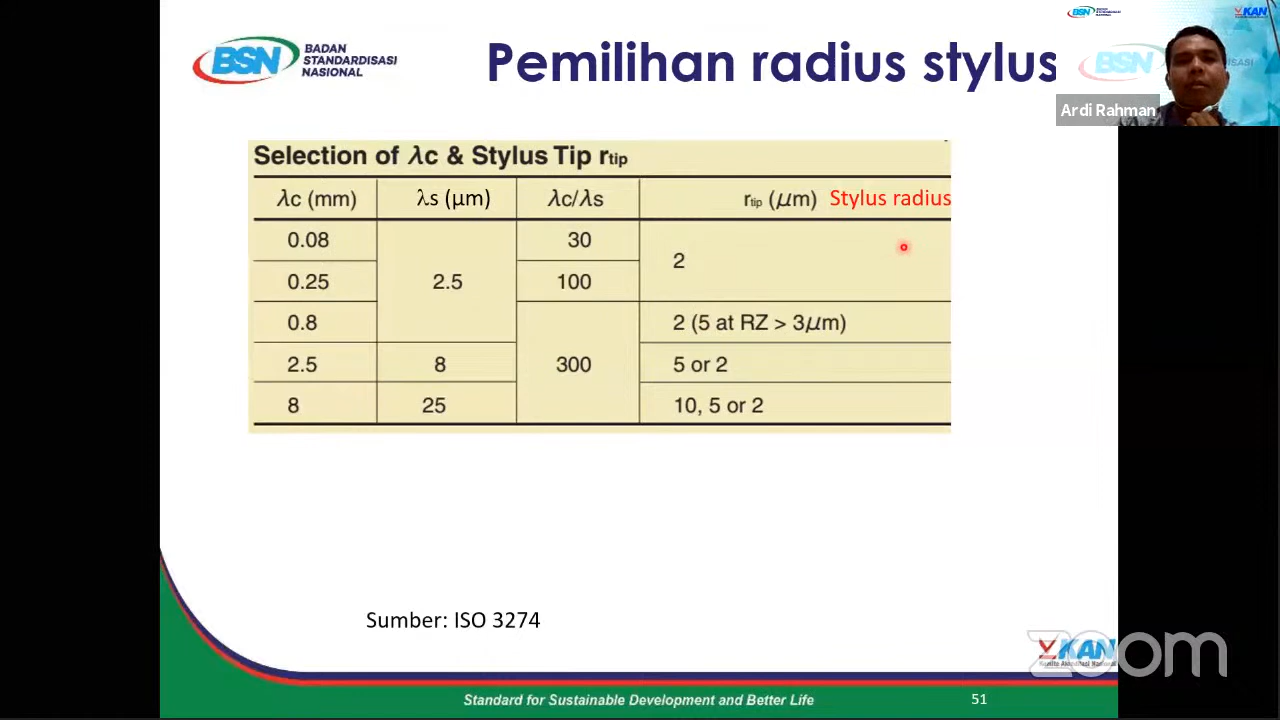 BSN BADAN STANDARDISASI NASIONAL
Pemilihan radius stylus
Ardi Rahman
Selection of λc & Stylus Tip rtip
λc (mm) λs (µm) λc/λs rtip (µm) Stylus radius
0.08 2.5 30 2
0.25 100
0.8 300 2 (5 at RZ > 3µm)
2.5 8 5 or 2
8 25 10, 5 or 2
Sumber: ISO 3274
KAN
Komite Akreditasi Nasional
zoom
Standard for Sustainable Development and Better Life 51